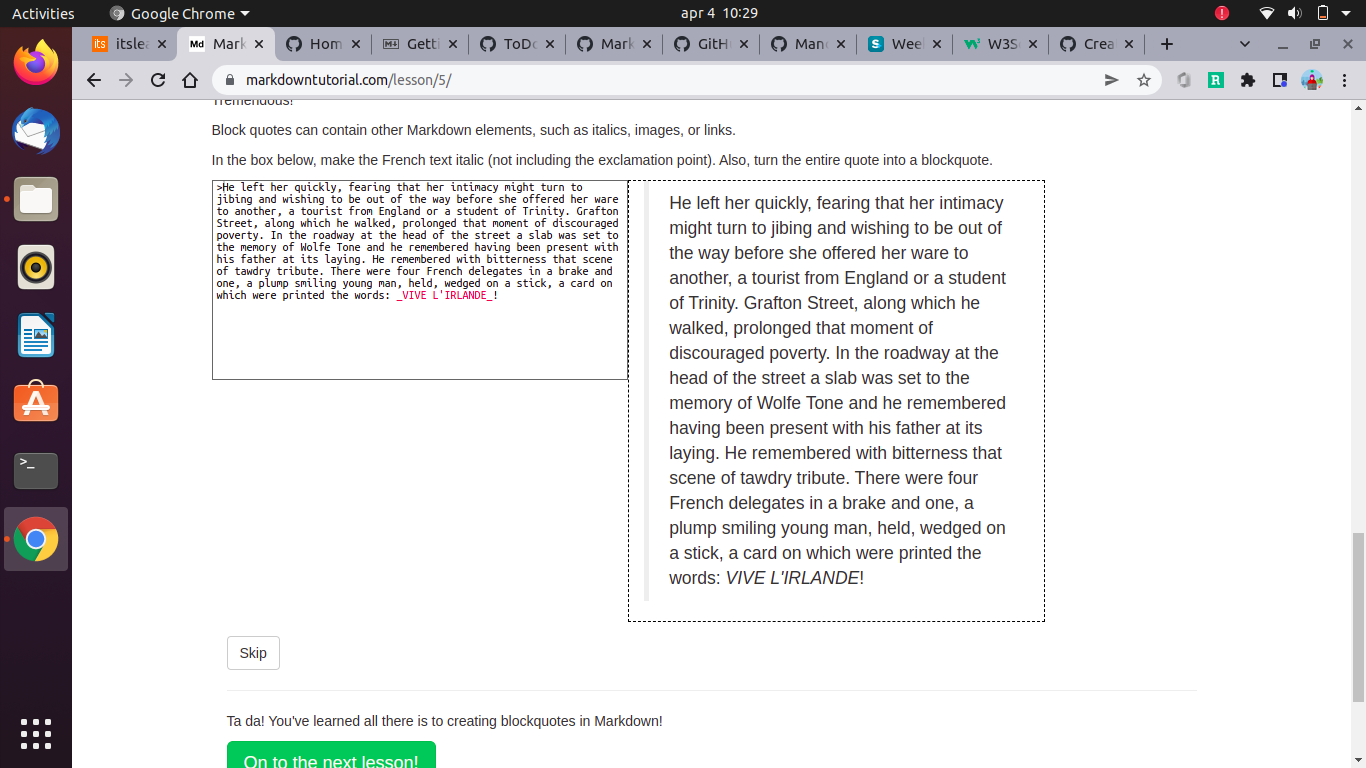 Activities
Google Chrome
apr 4 10:29
its
itslea
Md
Mark
Hom
Getti
ToDo
Mark
GitH
Man
S
Weel
W3S
Crea
markdowntutorial.com/lesson/5/
R
Tremendous!
Block quotes can contain other Markdown elements, such as italics, images, or links.
In the box below, make the French text italic (not including the exclamation point). Also, turn the entire quote into a blockquote.
>He left her quickly, fearing that her intimacy might turn to
jibing and wishing to be out of the way before she offered her ware
to another, a tourist from England or a student of Trinity. Grafton
Street, along which he walked, prolonged that moment of discouraged
poverty. In the roadway at the head of the street a slab was set to
the memory of Wolfe Tone and he remembered having been present with
his father at its laying. He remembered with bitterness that scene
of tawdry tribute. There were four French delegates in a brake and
one, a plump smiling young man, held, wedged on a stick, a card on
which were printed the words: _VIVE L'IRLANDE_!
He left her quickly, fearing that her intimacy
might turn to jibing and wishing to be out of
the way before she offered her ware to
another, a tourist from England or a student
of Trinity. Grafton Street, along which he
walked, prolonged that moment of
discouraged poverty. In the roadway at the
head of the street a slab was set to the
memory of Wolfe Tone and he remembered
having been present with his father at its
laying. He remembered with bitterness that
scene of tawdry tribute. There were four
French delegates in a brake and one, a
plump smiling young man, held, wedged on
a stick, a card on which were printed the
words: VIVE L'IRLANDE!
Skip
Ta da! You've learned all there is to creating blockquotes in Markdown!
On to the next lesson!